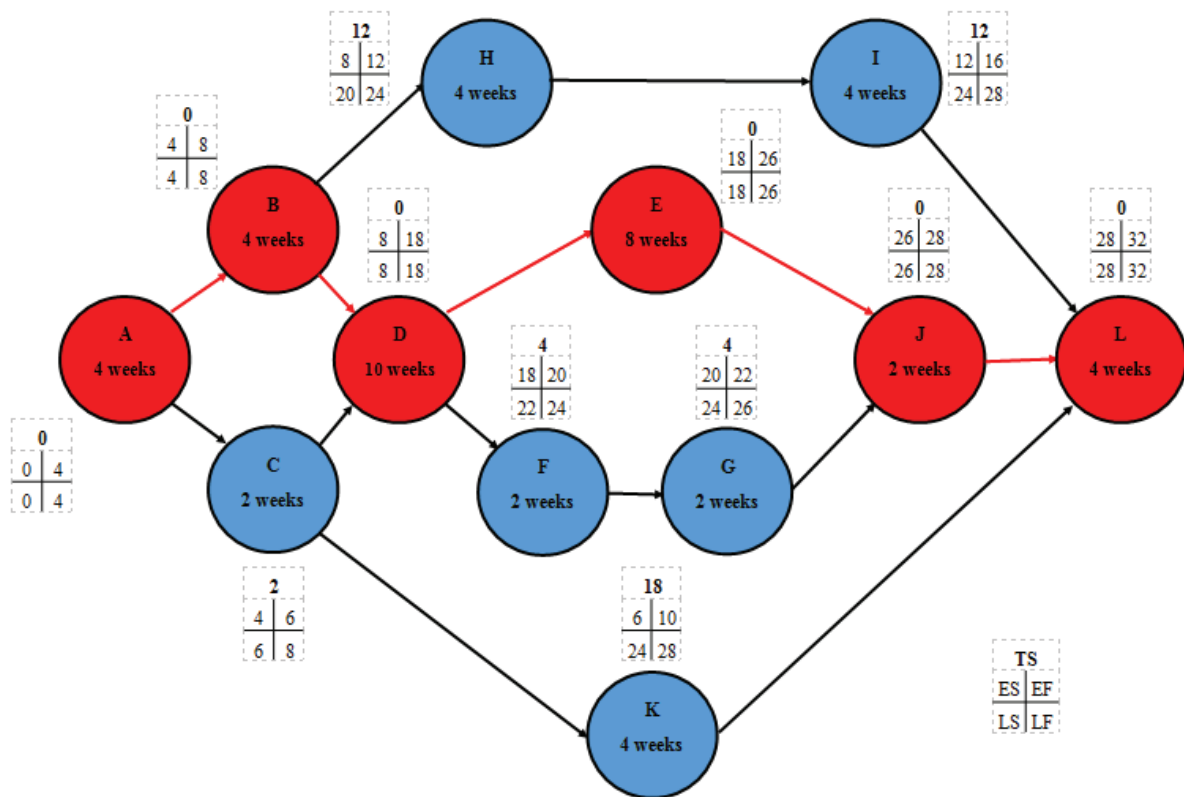 12
8 12
20 24
H
4 weeks
I
4 weeks
12
12 16
24 28
0
4 8
4 8
B
4 weeks
0
8 18
8 18
E
8 weeks
0
18 26
18 26
0
26 28
26 28
0
28 32
28 32
A
4 weeks
0
0 4
0 4
D
10 weeks
4
18 20
22 24
4
20 22
24 26
J
2 weeks
L
4 weeks
C
2 weeks
2
4 6
6 8
F
2 weeks
G
2 weeks
18
6 10
24 28
K
4 weeks
TS
ES EF
LS LF